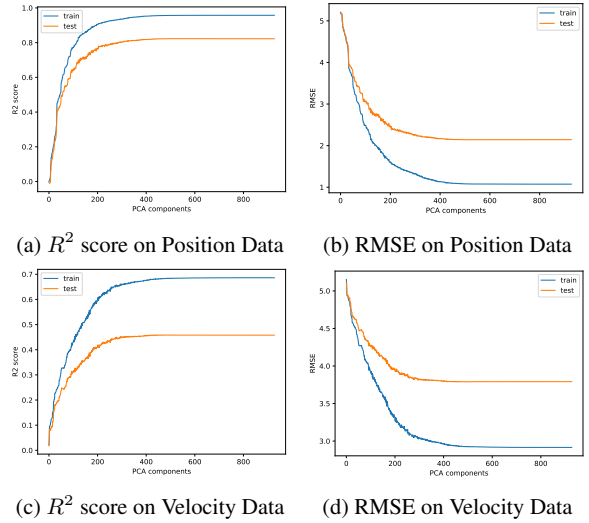 1.0
0.8
0.6
0.4
0.2
0.0
R2 score
train
test
0
200
400
600
800
PCA components
(a) R² score on Position Data
5
4
3
2
1
RMSE
train
test
0
200
400
600
800
PCA components
(b) RMSE on Position Data
0.7
0.6
0.5
0.4
0.3
0.2
0.1
0.0
R2 score
train
test
0
200
400
600
800
PCA components
(c) R² score on Velocity Data
5.0
4.5
4.0
3.5
3.0
RMSE
train
test
0
200
400
600
800
PCA components
(d) RMSE on Velocity Data